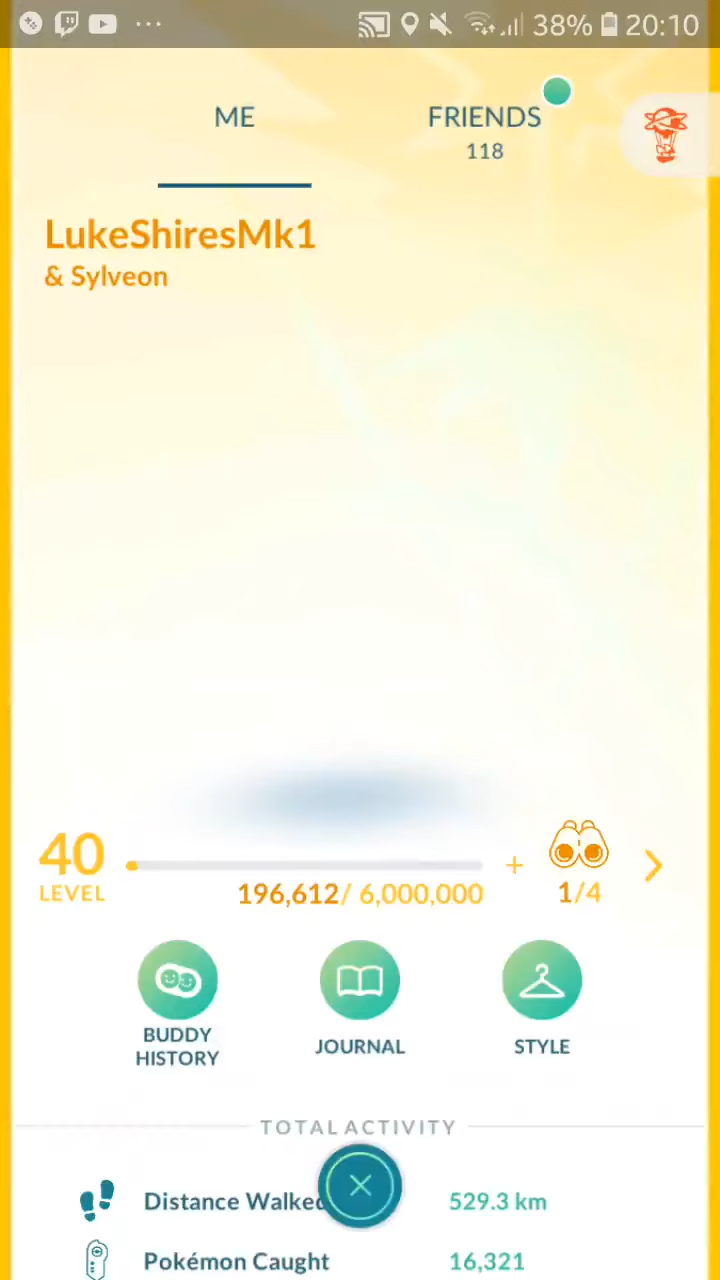 38% 20:10
ME
FRIENDS
118
LukeShiresMk1
& Sylveon
40
LEVEL
196,612/ 6,000,000
+
1/4
BUDDY
HISTORY
JOURNAL
STYLE
TOTAL ACTIVITY
Distance Walked 529.3 km
Pokémon Caught 16,321